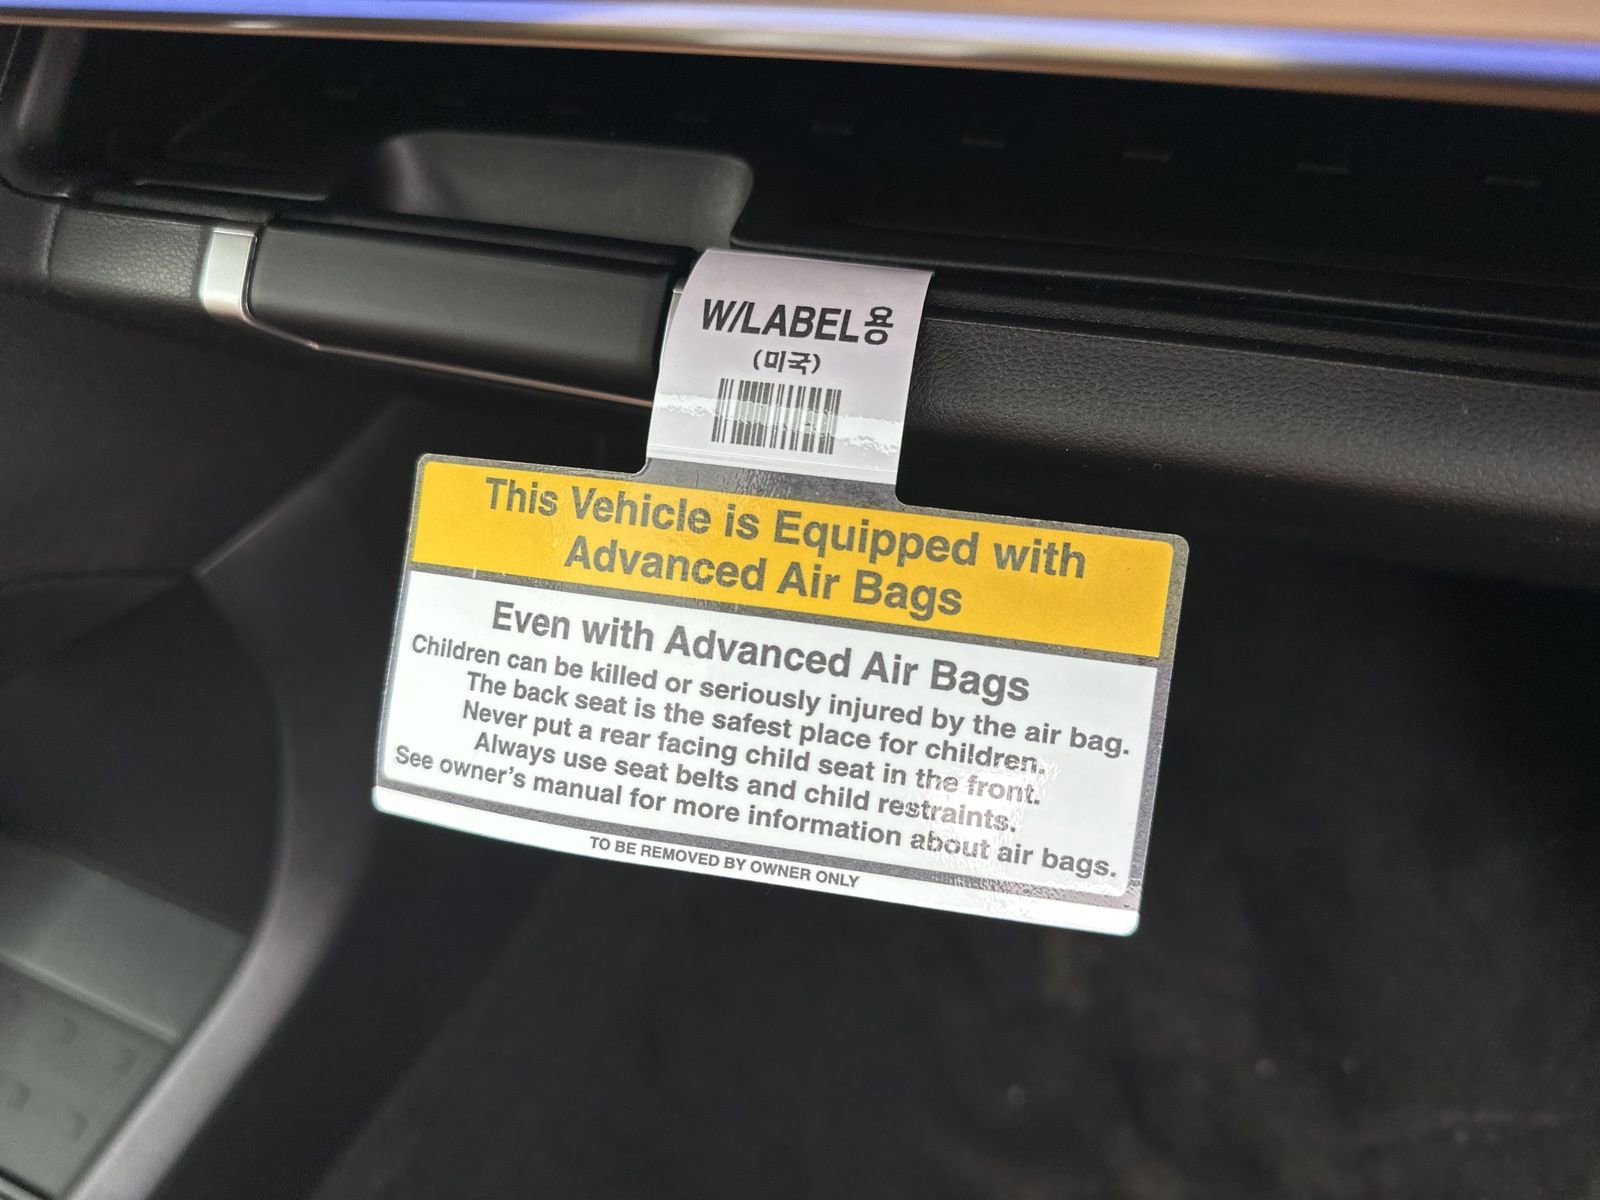 W/LABEL용
(미국)
This Vehicle is Equipped with
Advanced Air Bags
Even with Advanced Air Bags
Children can be killed or seriously injured by the air bag.
The back seat is the safest place for children.
Never put a rear facing child seat in the front.
Always use seat belts and child restraints.
See owner's manual for more information about air bags.
TO BE REMOVED BY OWNER ONLY